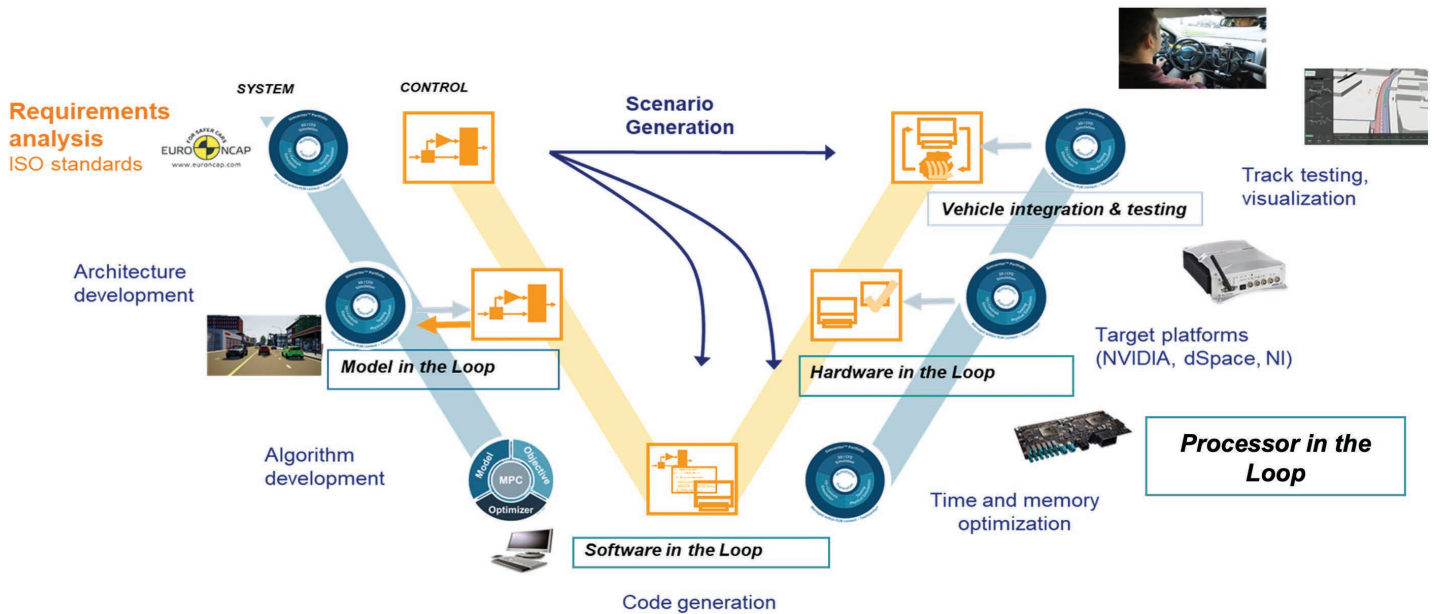 SYSTEM
CONTROL
Requirements
analysis
ISO standards
FOR SAFER CARS
EURO NCAP
www.euroncap.com
Scenario
Generation
Track testing,
visualization
Vehicle integration & testing
Architecture
development
Model in the Loop
Hardware in the Loop
Target platforms
(NVIDIA, dSpace, NI)
Algorithm
development
Model
Objective
MPC
Optimizer
Processor in the
Loop
Time and memory
optimization
Software in the Loop
Code generation